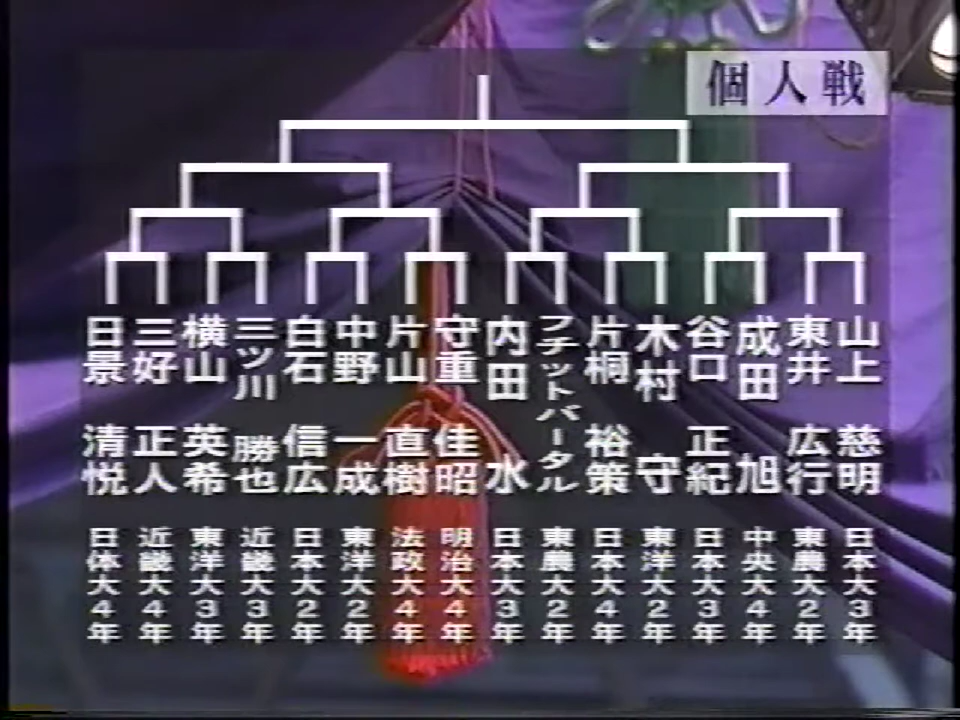 個人戦
日景 清悦 日体大4年
三好 正人 近畿大4年
横山 英希 東洋大3年
三ツ川 勝也 近畿大3年
白石 信広 日本大2年
中野 一成 東洋大2年
片山 直樹 法政大4年
守重 佳昭 明治大4年
内田 水 日本大3年
フチットバータル 東農大2年
片桐 裕策 日本大4年
木村 守 東洋大2年
谷口 正紀 日本大3年
成田 旭 中央大4年
東井 広行 東農大2年
山上 慈明 日本大3年